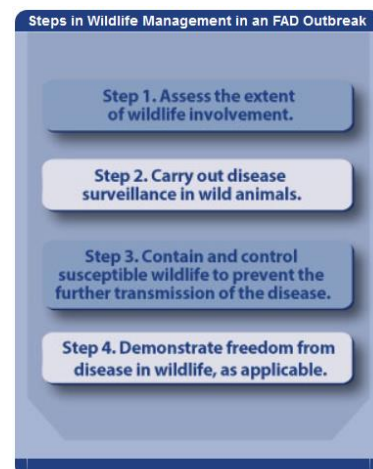 Steps in Wildlife Management in an FAD Outbreak
Step 1. Assess the extent
of wildlife involvement.
Step 2. Carry out disease
surveillance in wild animals.
Step 3. Contain and control
susceptible wildlife to prevent the
further transmission of the disease.
Step 4. Demonstrate freedom from
disease in wildlife, as applicable.